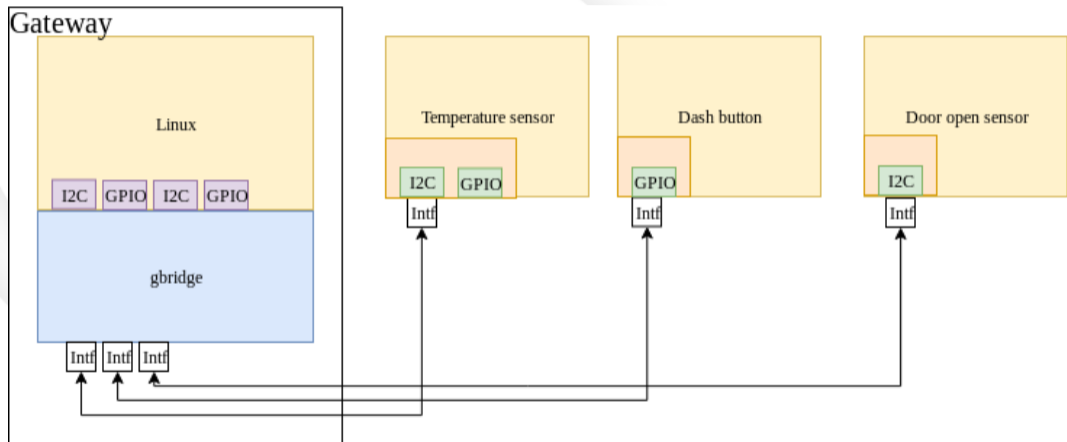 Gateway
Linux
I2C GPIO I2C GPIO
gbridge
Intf Intf Intf
Temperature sensor
I2C GPIO
Intf
Dash button
GPIO
Intf
Door open sensor
I2C
Intf